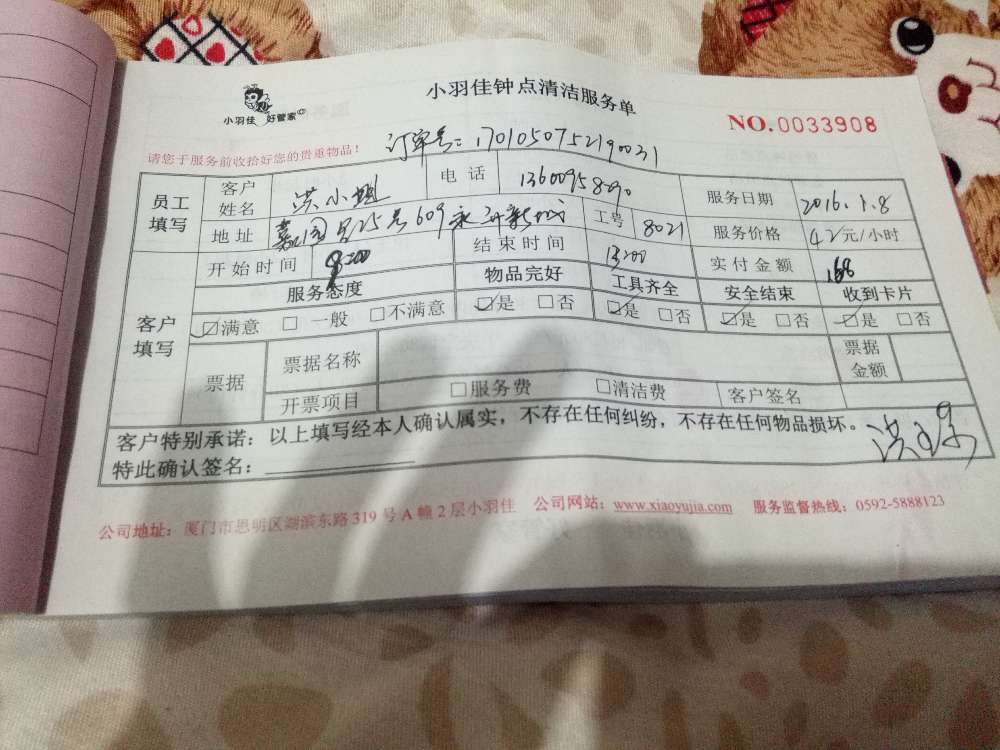 小羽佳 好管家
小羽佳钟点清洁服务单
NO.0033908
请您于服务前收拾好您的贵重物品！
订单号：1701050752190031
员工填写 客户姓名 洪小姐 电话 1360095890 服务日期 2016.1.8
地址 嘉园里25号609 工号 8021 服务价格 42元/小时
开始时间 结束时间 13:00 实付金额 168
客户填写 服务态度 物品完好 工具齐全 安全结束 收到卡片
☑满意 □一般 □不满意 ☑是 □否 ☑是 □否 ☑是 □否 ☑是 □否
票据 票据名称 票据金额
开票项目 □服务费 □清洁费 客户签名
客户特别承诺：以上填写经本人确认属实，不存在任何纠纷，不存在任何物品损坏。
特此确认签名：
公司地址：厦门市思明区湖滨东路319号A幢2层小羽佳 公司网站：www.xiaoyujia.com 服务监督热线：0592-5888123